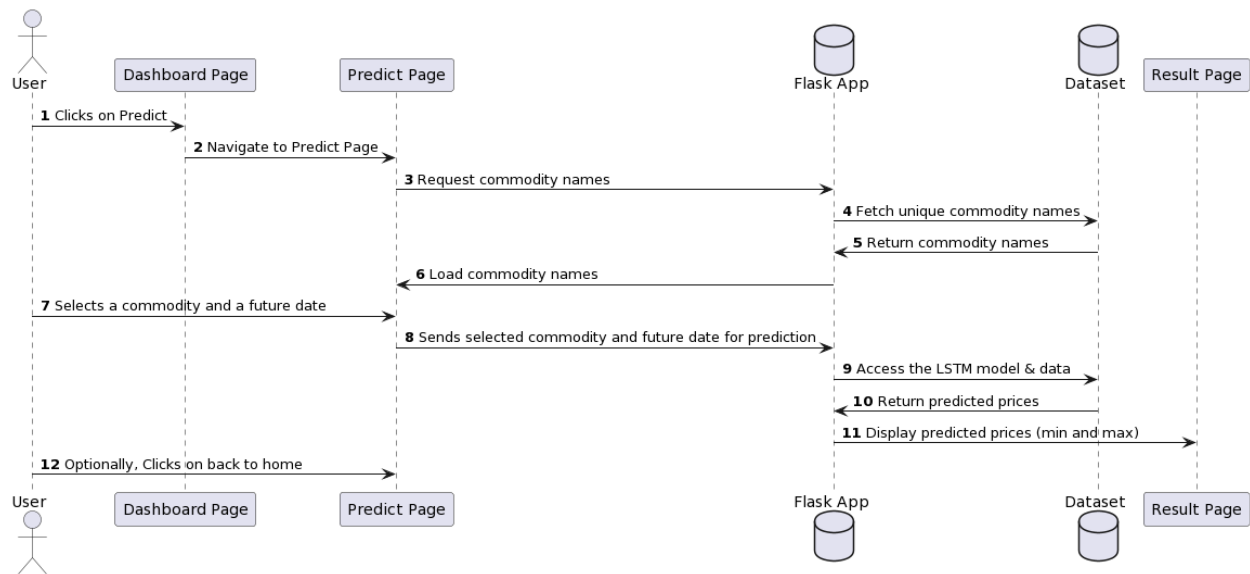 User
Dashboard Page
Predict Page
Flask App
Dataset
Result Page
1 Clicks on Predict
2 Navigate to Predict Page
3 Request commodity names
4 Fetch unique commodity names
5 Return commodity names
6 Load commodity names
7 Selects a commodity and a future date
8 Sends selected commodity and future date for prediction
9 Access the LSTM model & data
10 Return predicted prices
11 Display predicted prices (min and max)
12 Optionally, Clicks on back to home
User
Dashboard Page
Predict Page
Flask App
Dataset
Result Page